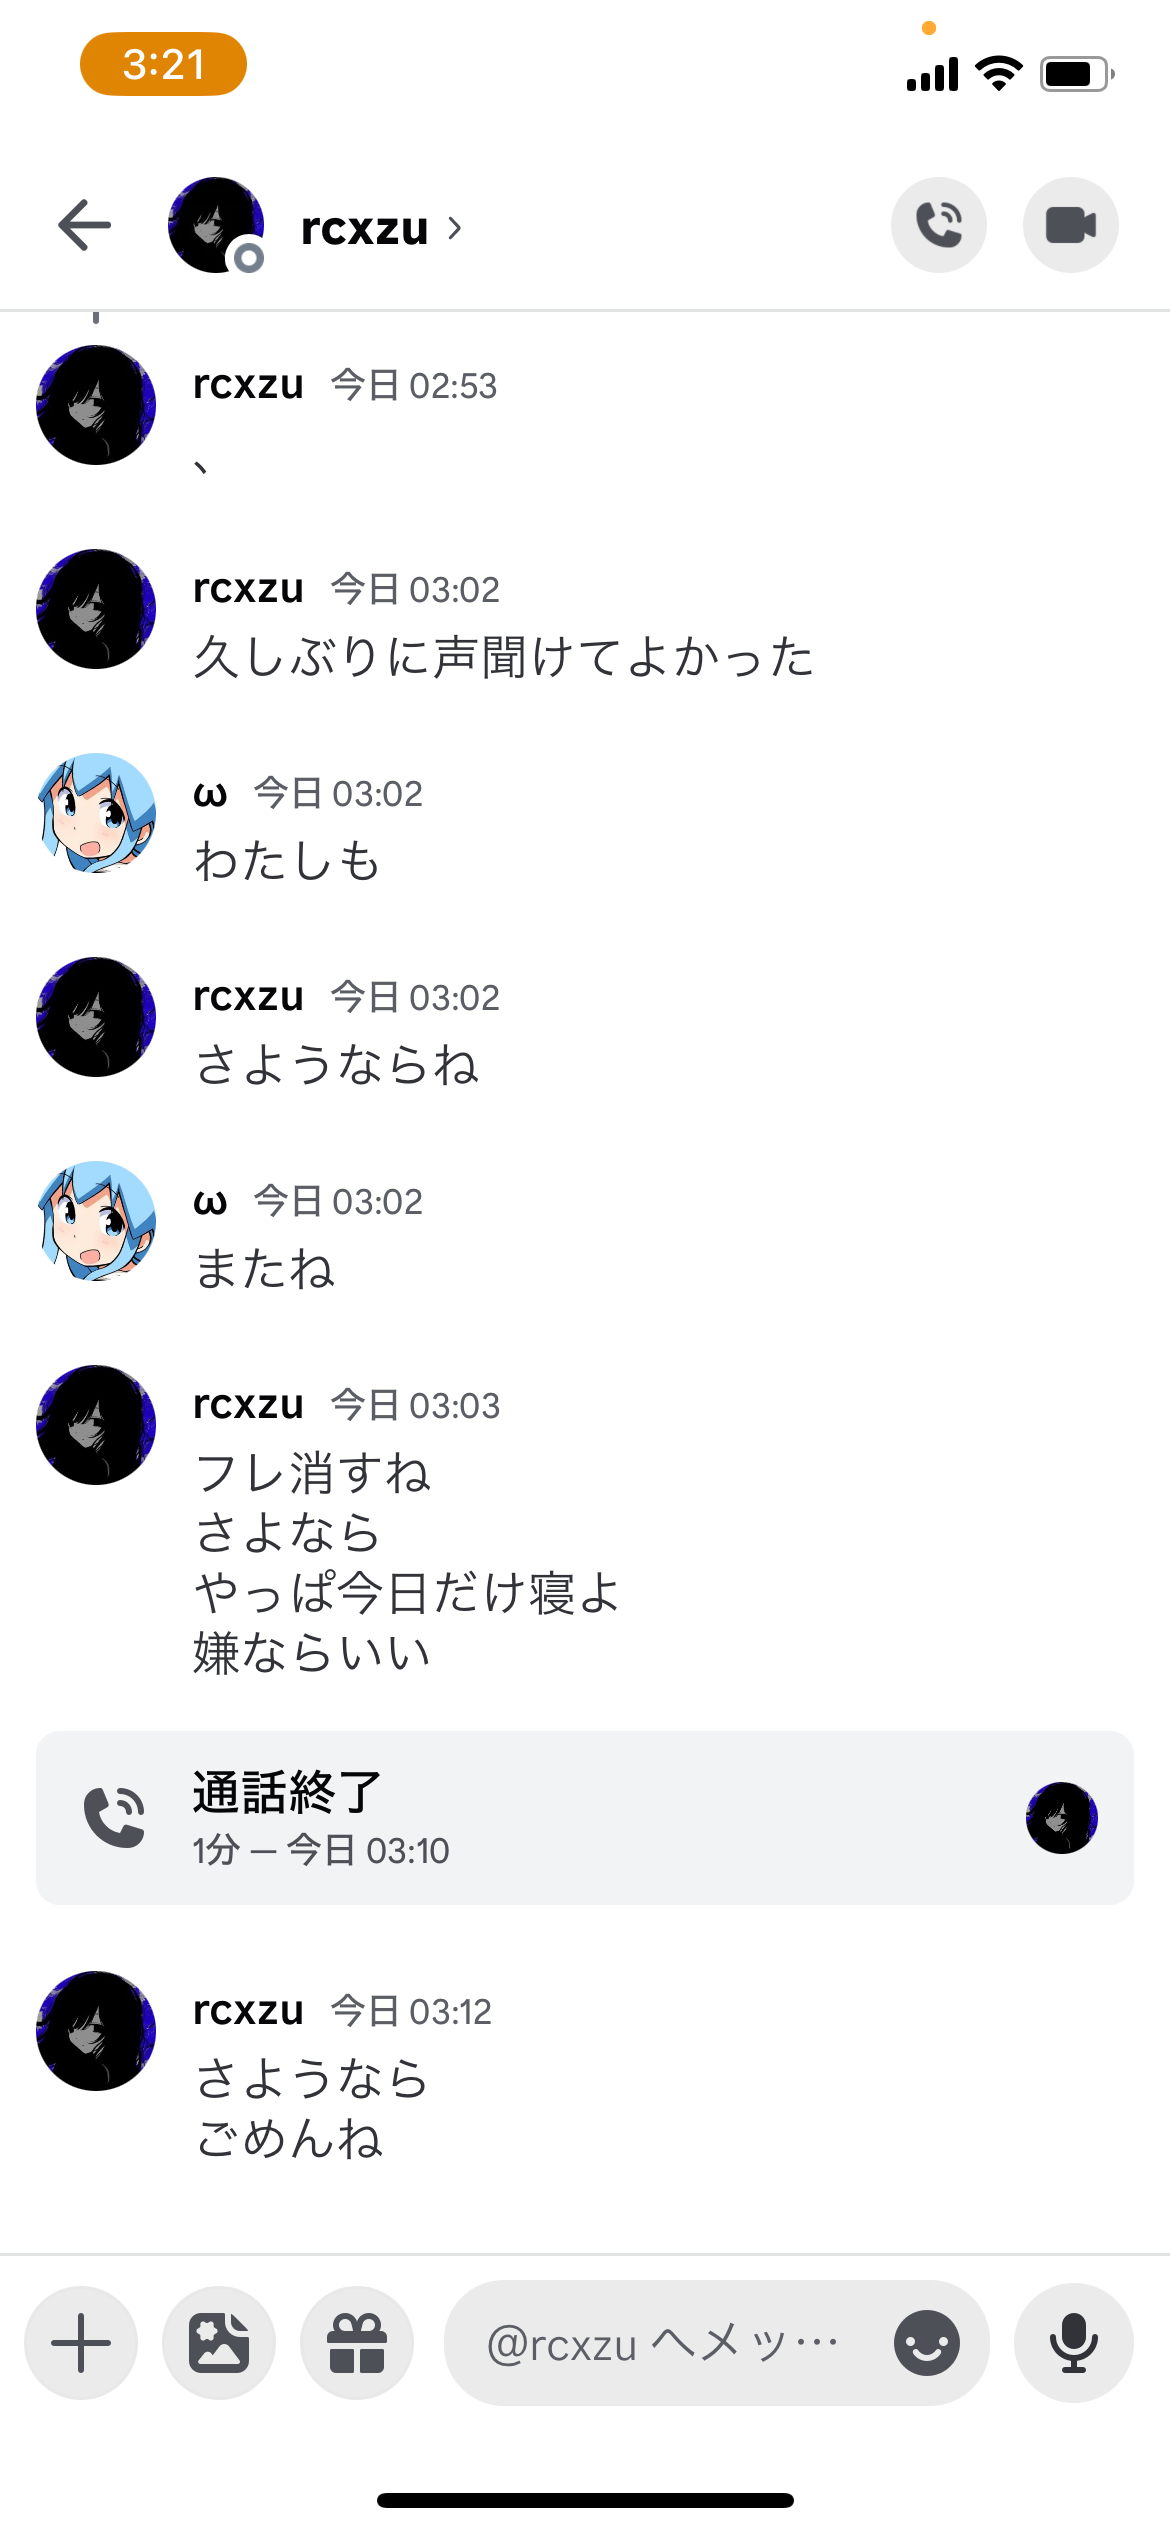 3:21
rcxzu
rcxzu 今日 02:53
、
rcxzu 今日 03:02
久しぶりに声聞けてよかった
ω 今日 03:02
わたしも
rcxzu 今日 03:02
さようならね
ω 今日 03:02
またね
rcxzu 今日 03:03
フレ消すね
さよなら
やっぱ今日だけ寝よ
嫌ならいい
通話終了
1分 — 今日 03:10
rcxzu 今日 03:12
さようなら
ごめんね
@rcxzu へメッ…